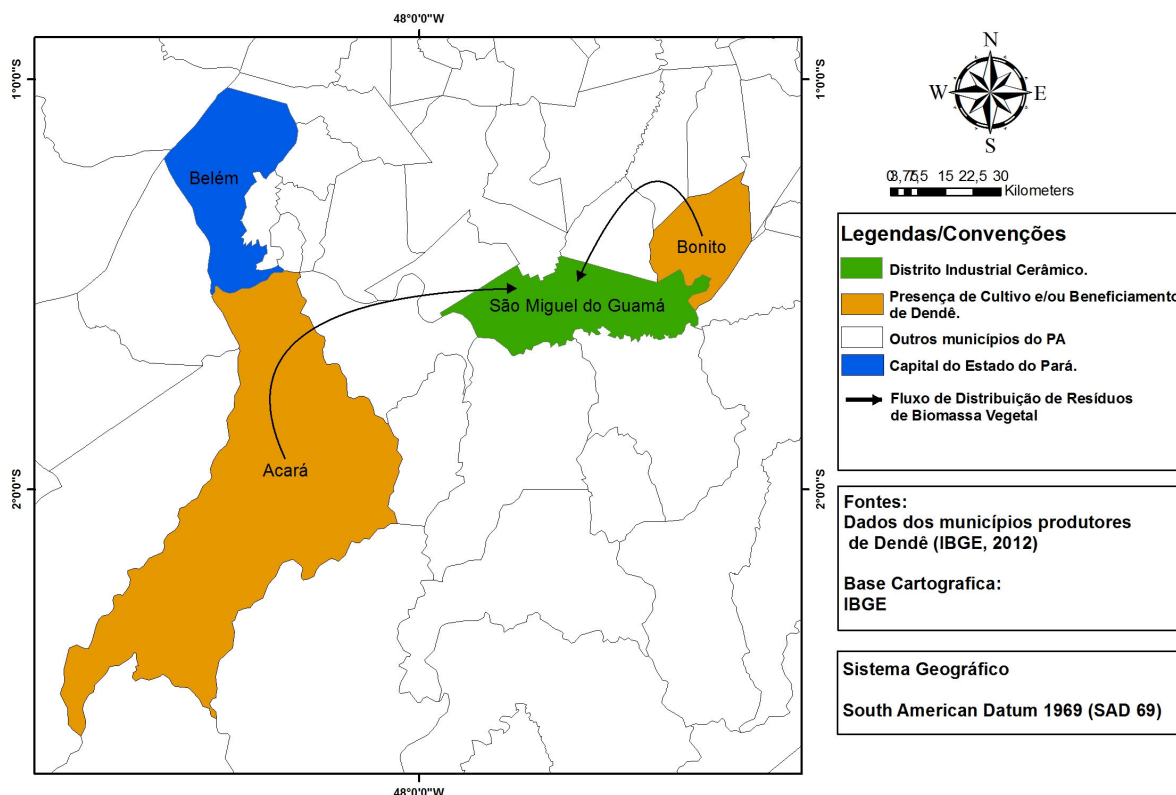 48°0'0"W
1°0'0"S
1°0'0"S
Belém
Bonito
São Miguel do Guamá
Acará
2°0'0"S
2°0'0"S
48°0'0"W
N
W
E
S
0 3,75 7,5 15 22,5 30
Kilometers
Legendas/Convenções
Distrito Industrial Cerâmico.
Presença de Cultivo e/ou Beneficiamento
de Dendê.
Outros municípios do PA
Capital do Estado do Pará.
Fluxo de Distribuição de Resíduos
de Biomassa Vegetal
Fontes:
Dados dos municípios produtores
de Dendê (IBGE, 2012)
Base Cartografica:
IBGE
Sistema Geográfico
South American Datum 1969 (SAD 69)